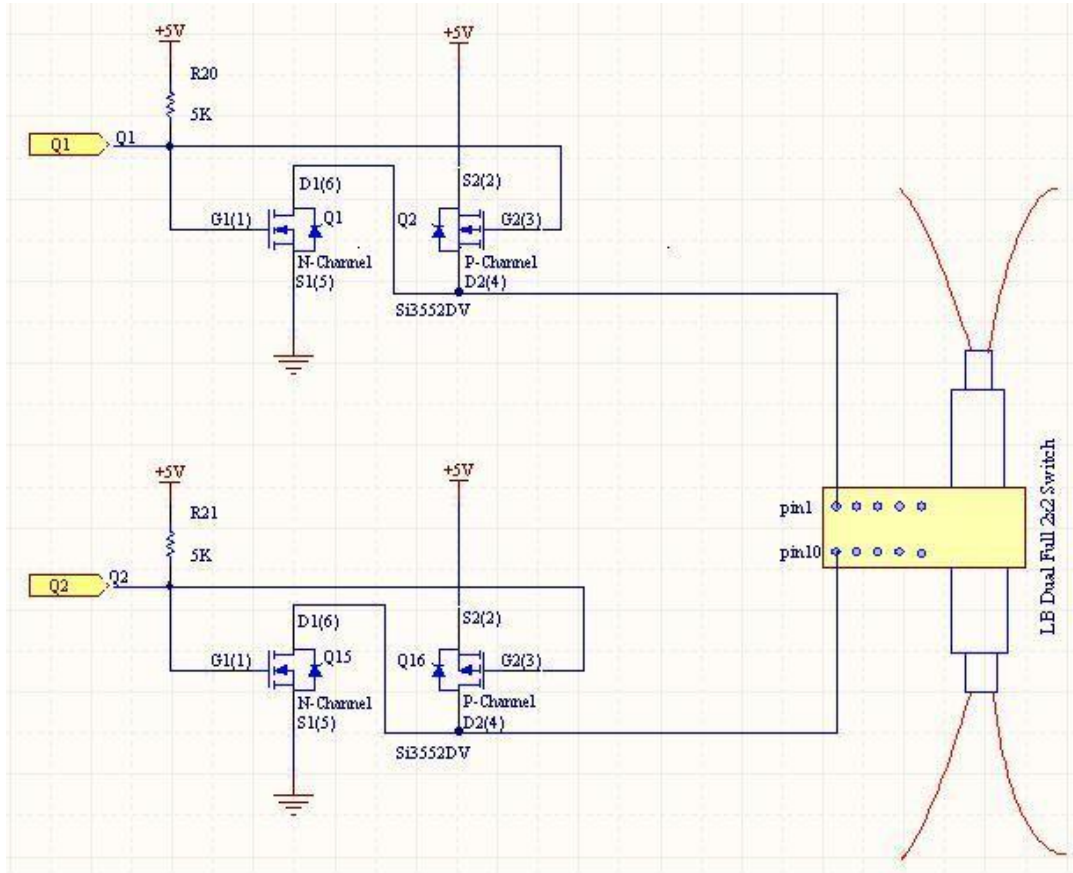 +5V
+5V
R20
5K
Q1
Q1
D1(6)
S2(2)
G1(1)
Q1
Q2
G2(3)
N-Channel
S1(5)
P-Channel
D2(4)
Si3552DV
+5V
+5V
R21
5K
Q2
Q2
D1(6)
S2(2)
G1(1)
Q15
Q16
G2(3)
N-Channel
S1(5)
P-Channel
D2(4)
Si3552DV
pin1
pin10
LB Dual Full 2x2 Switch